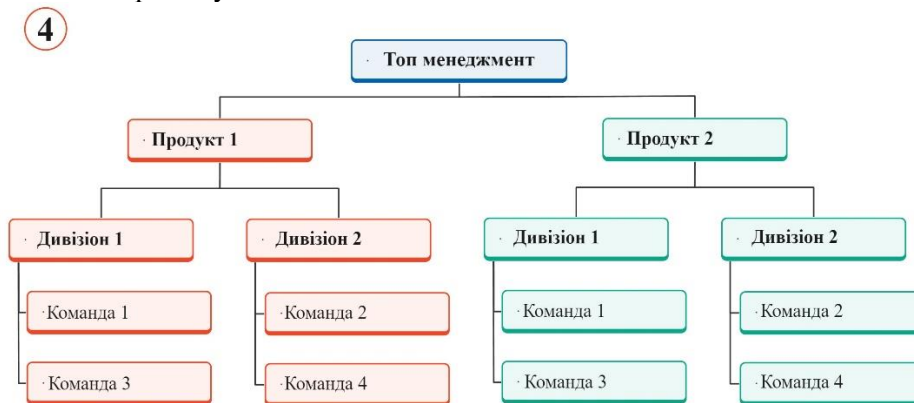 4
· Топ менеджмент
· Продукт 1
· Продукт 2
· Дивізіон 1
· Дивізіон 2
· Дивізіон 1
· Дивізіон 2
·Команда 1
·Команда 2
·Команда 1
·Команда 2
·Команда 3
·Команда 4
·Команда 3
·Команда 4